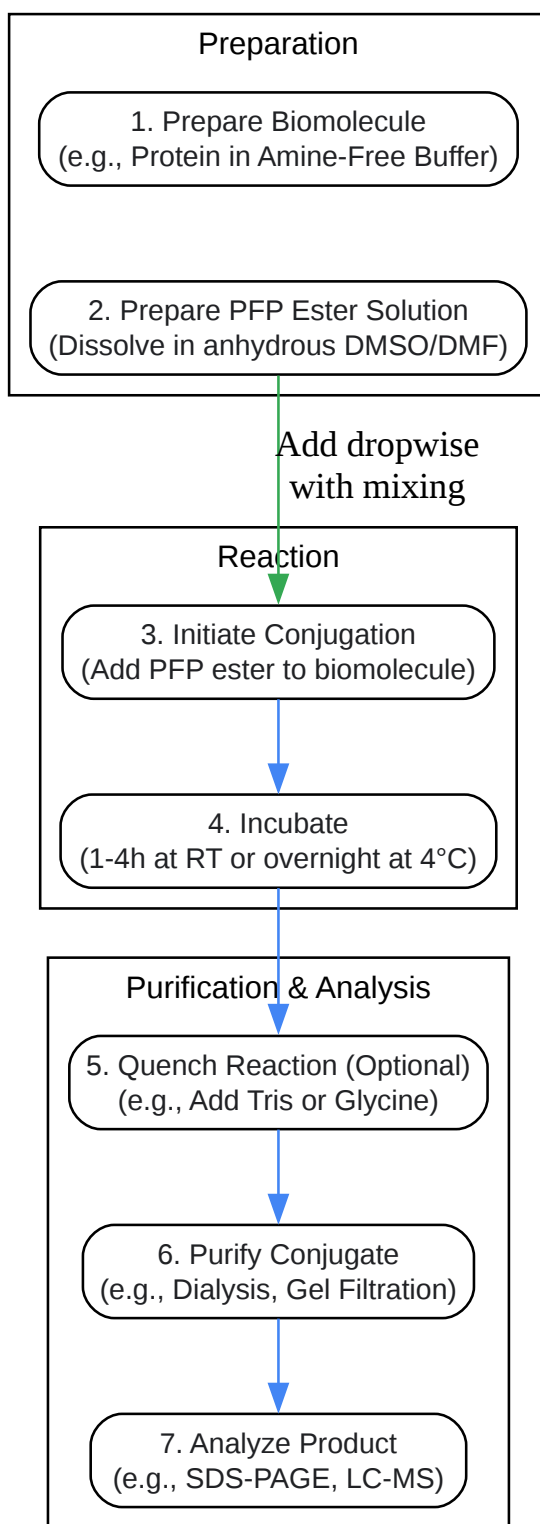 Preparation
1. Prepare Biomolecule
(e.g., Protein in Amine-Free Buffer)
2. Prepare PFP Ester Solution
(Dissolve in anhydrous DMSO/DMF)
Add dropwise
with mixing
Reaction
3. Initiate Conjugation
(Add PFP ester to biomolecule)
4. Incubate
(1-4h at RT or overnight at 4°C)
Purification & Analysis
5. Quench Reaction (Optional)
(e.g., Add Tris or Glycine)
6. Purify Conjugate
(e.g., Dialysis, Gel Filtration)
7. Analyze Product
(e.g., SDS-PAGE, LC-MS)